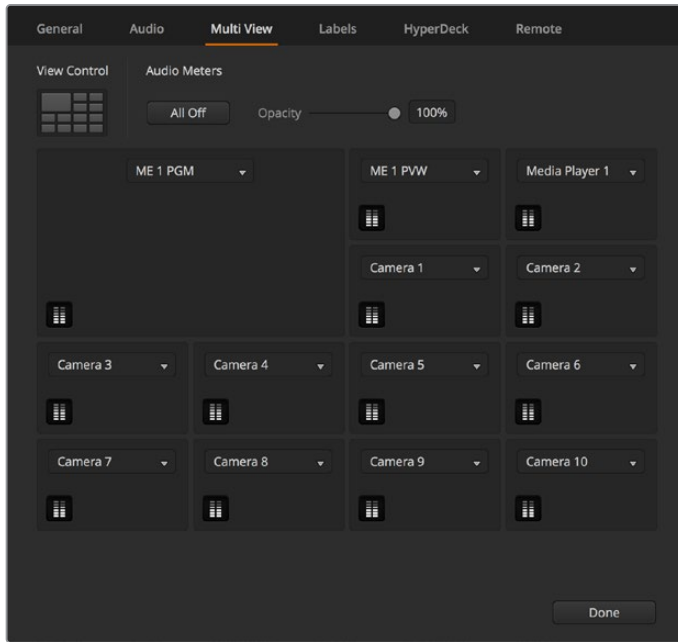 General Audio Multi View Labels HyperDeck Remote
View Control Audio Meters
All Off Opacity 100%
ME 1 PGM ME 1 PVW Media Player 1
Camera 1 Camera 2
Camera 3 Camera 4 Camera 5 Camera 6
Camera 7 Camera 8 Camera 9 Camera 10
Done